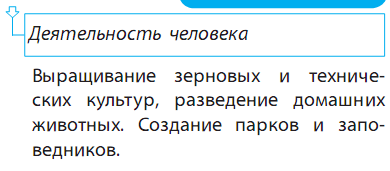 Деятельность человека
Выращивание зерновых и техниче-
ских культур, разведение домашних
животных. Создание парков и запо-
ведников.